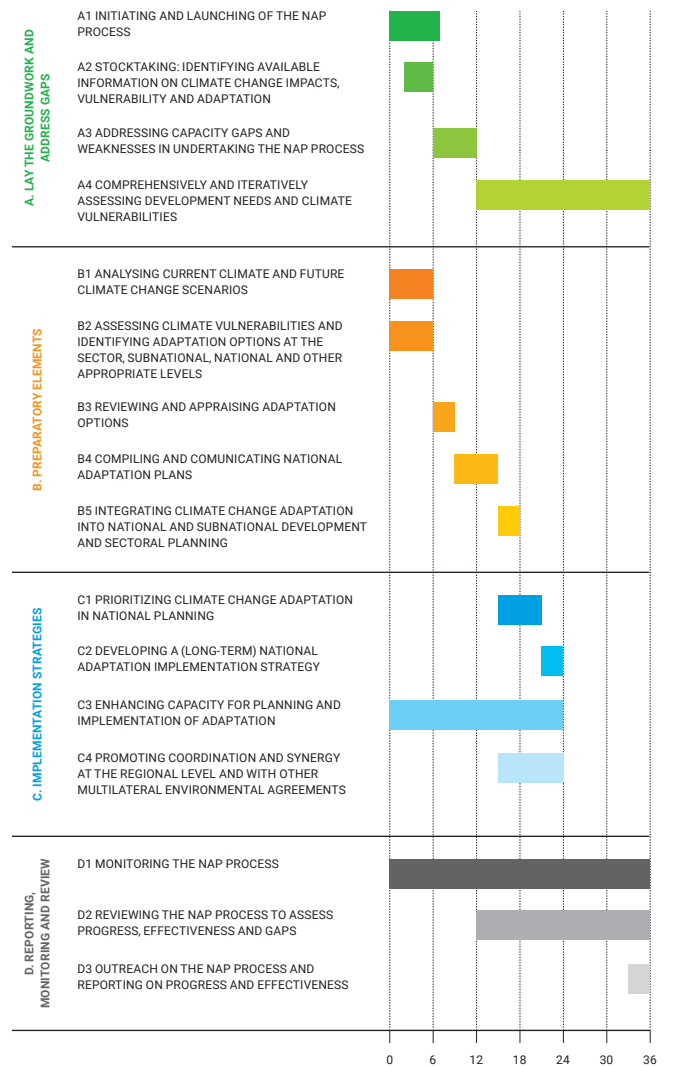 A. LAY THE GROUNDWORK AND
ADDRESS GAPS
A1 INITIATING AND LAUNCHING OF THE NAP
PROCESS
A2 STOCKTAKING: IDENTIFYING AVAILABLE
INFORMATION ON CLIMATE CHANGE IMPACTS,
VULNERABILITY AND ADAPTATION
A3 ADDRESSING CAPACITY GAPS AND
WEAKNESSES IN UNDERTAKING THE NAP PROCESS
A4 COMPREHENSIVELY AND ITERATIVELY
ASSESSING DEVELOPMENT NEEDS AND CLIMATE
VULNERABILITIES
B. PREPARATORY ELEMENTS
B1 ANALYSING CURRENT CLIMATE AND FUTURE
CLIMATE CHANGE SCENARIOS
B2 ASSESSING CLIMATE VULNERABILITIES AND
IDENTIFYING ADAPTATION OPTIONS AT THE
SECTOR, SUBNATIONAL, NATIONAL AND OTHER
APPROPRIATE LEVELS
B3 REVIEWING AND APPRAISING ADAPTATION
OPTIONS
B4 COMPILING AND COMUNICATING NATIONAL
ADAPTATION PLANS
B5 INTEGRATING CLIMATE CHANGE ADAPTATION
INTO NATIONAL AND SUBNATIONAL DEVELOPMENT
AND SECTORAL PLANNING
C. IMPLEMENTATION STRATEGIES
C1 PRIORITIZING CLIMATE CHANGE ADAPTATION
IN NATIONAL PLANNING
C2 DEVELOPING A (LONG-TERM) NATIONAL
ADAPTATION IMPLEMENTATION STRATEGY
C3 ENHANCING CAPACITY FOR PLANNING AND
IMPLEMENTATION OF ADAPTATION
C4 PROMOTING COORDINATION AND SYNERGY
AT THE REGIONAL LEVEL AND WITH OTHER
MULTILATERAL ENVIRONMENTAL AGREEMENTS
D. REPORTING,
MONITORING AND REVIEW
D1 MONITORING THE NAP PROCESS
D2 REVIEWING THE NAP PROCESS TO ASSESS
PROGRESS, EFFECTIVENESS AND GAPS
D3 OUTREACH ON THE NAP PROCESS AND
REPORTING ON PROGRESS AND EFFECTIVENESS
0 6 12 18 24 30 36